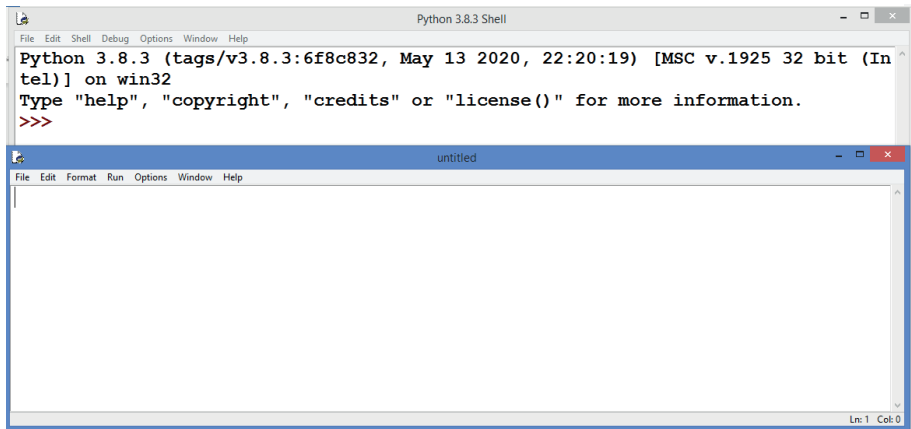 Python 3.8.3 Shell
File Edit Shell Debug Options Window Help
Python 3.8.3 (tags/v3.8.3:6f8c832, May 13 2020, 22:20:19) [MSC v.1925 32 bit (In
tel)] on win32
Type "help", "copyright", "credits" or "license()" for more information.
>>>
untitled
File Edit Format Run Options Window Help
Ln: 1 Col: 0